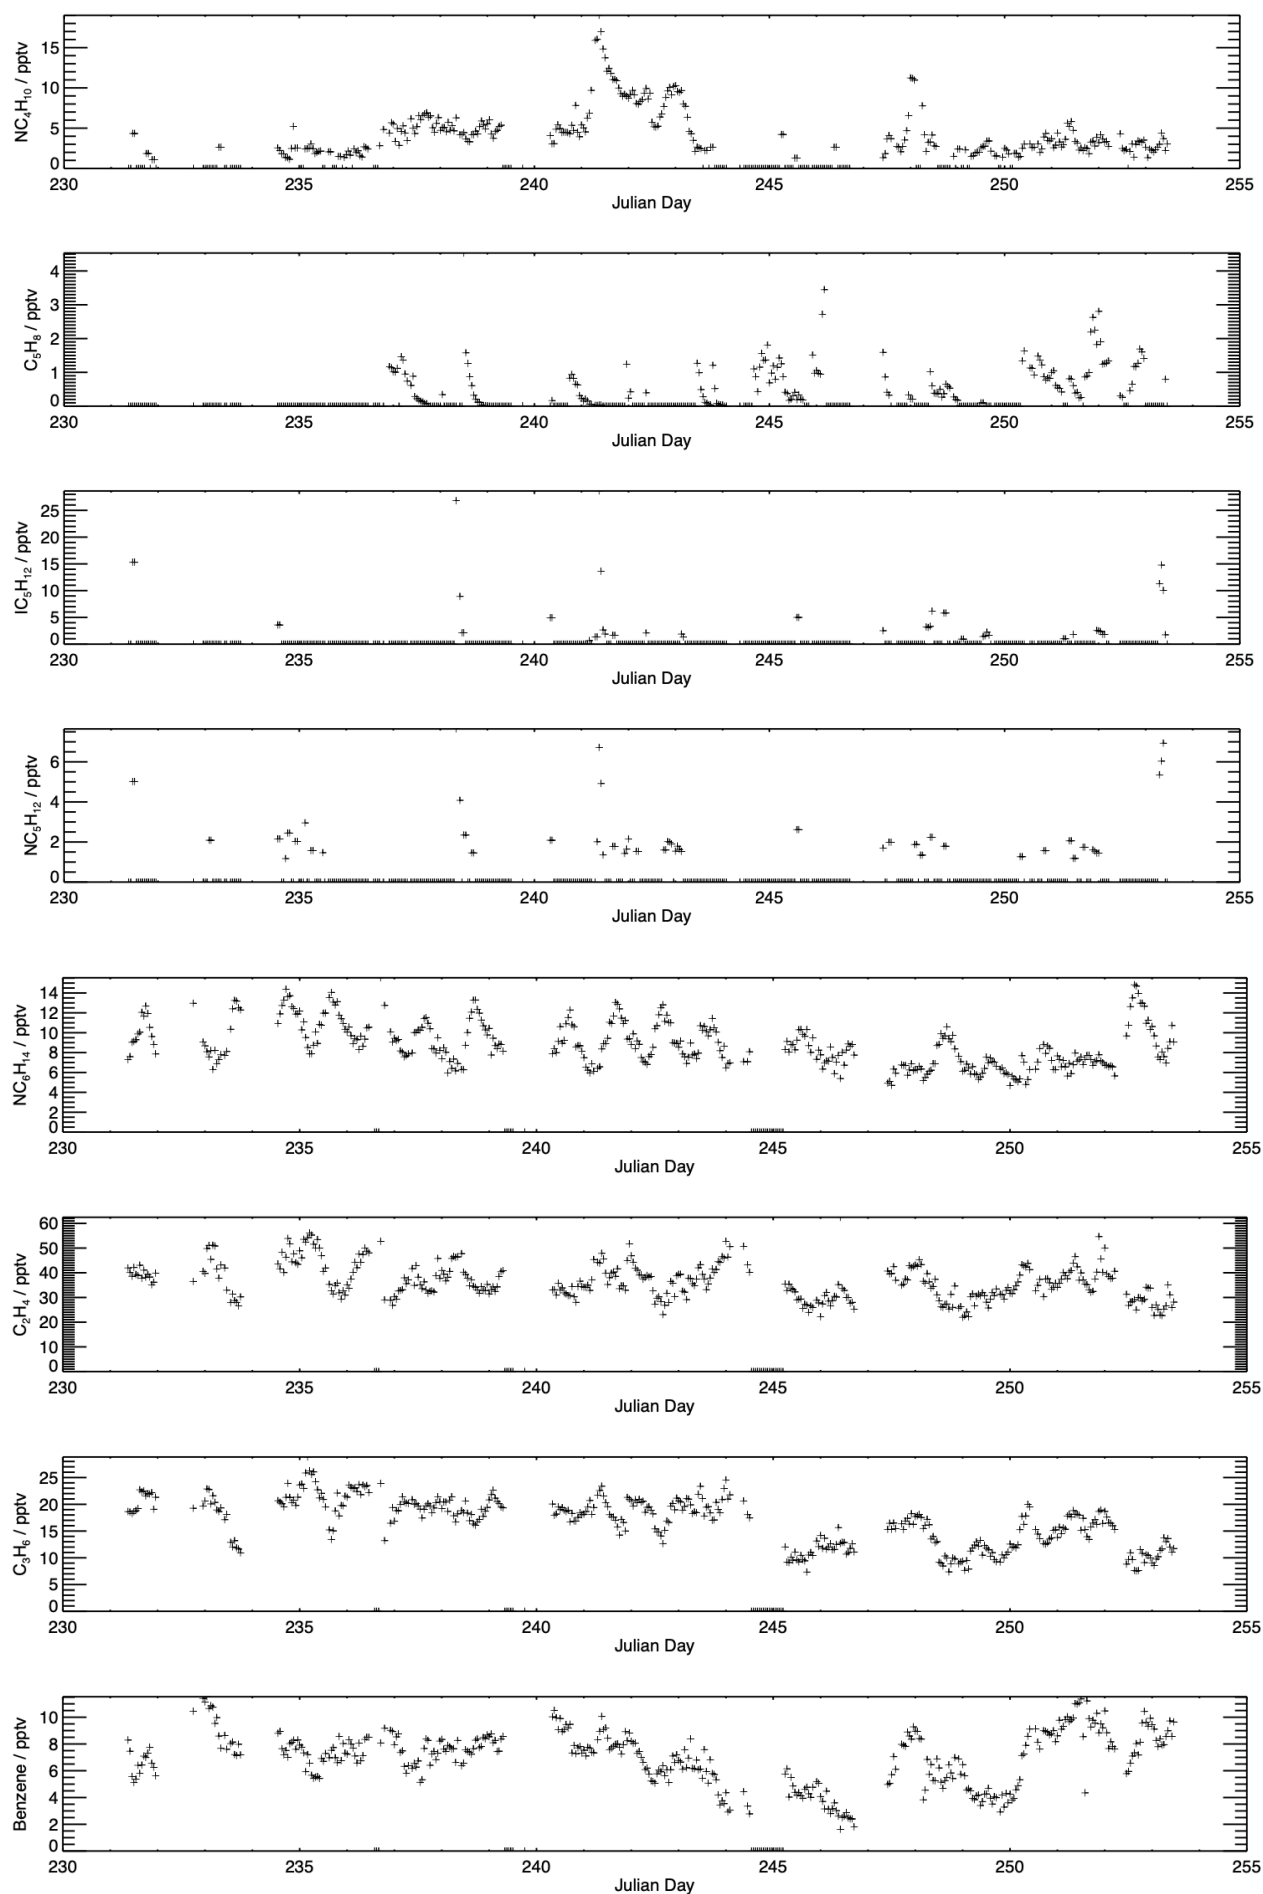 NC₄H₁₀ / pptv
15
10
5
0
230 235 240 245 250 255
Julian Day
C₅H₈ / pptv
4
3
2
1
0
230 235 240 245 250 255
Julian Day
IC₅H₁₂ / pptv
25
20
15
10
5
0
230 235 240 245 250 255
Julian Day
NC₅H₁₂ / pptv
6
4
2
0
230 235 240 245 250 255
Julian Day
NC₆H₁₄ / pptv
14
12
10
8
6
4
2
0
230 235 240 245 250 255
Julian Day
C₂H₄ / pptv
60
50
40
30
20
10
0
230 235 240 245 250 255
Julian Day
C₃H₆ / pptv
25
20
15
10
5
0
230 235 240 245 250 255
Julian Day
Benzene / pptv
10
8
6
4
2
0
230 235 240 245 250 255
Julian Day